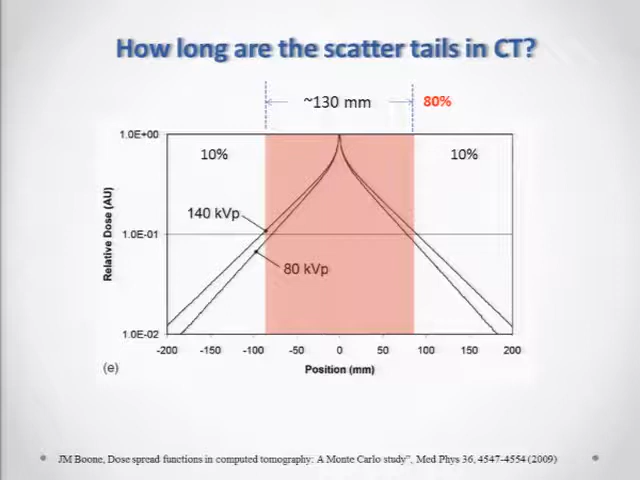 How long are the scatter tails in CT?
~130 mm
80%
1.0E+00
10%
10%
140 kVp
1.0E-01
80 kVp
1.0E-02
Relative Dose (AU)
-200 -150 -100 -50 0 50 100 150 200
(e)
Position (mm)
JM Boone, Dose spread functions in computed tomography: A Monte Carlo study", Med Phys 36, 4547-4554 (2009)